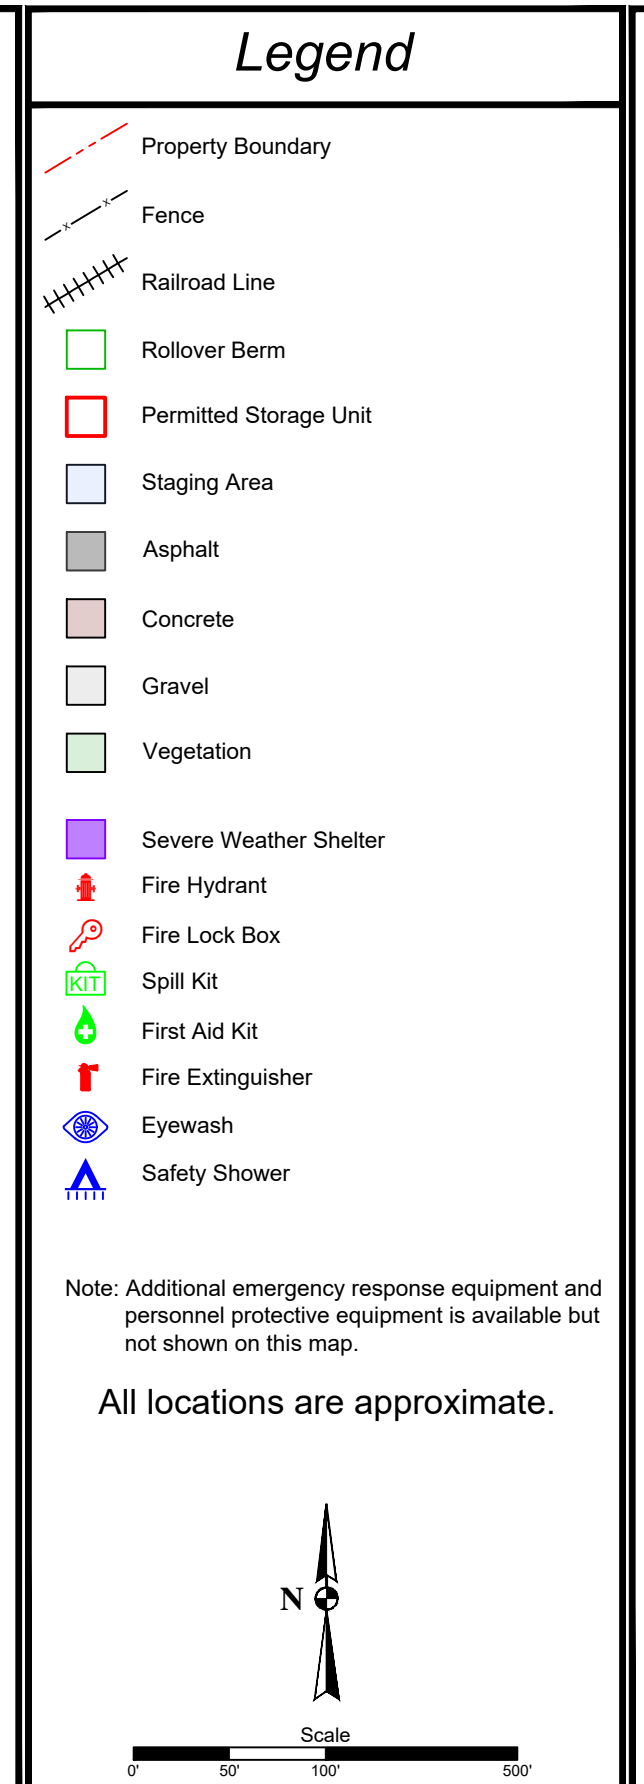 Legend
Property Boundary
x x
Fence
Railroad Line
Rollover Berm
Permitted Storage Unit
Staging Area
Asphalt
Concrete
Gravel
Vegetation
Severe Weather Shelter
Fire Hydrant
Fire Lock Box
KIT
Spill Kit
First Aid Kit
Fire Extinguisher
Eyewash
Safety Shower
Note: Additional emergency response equipment and
personnel protective equipment is available but
not shown on this map.
All locations are approximate.
N
Scale
0' 50' 100' 500'